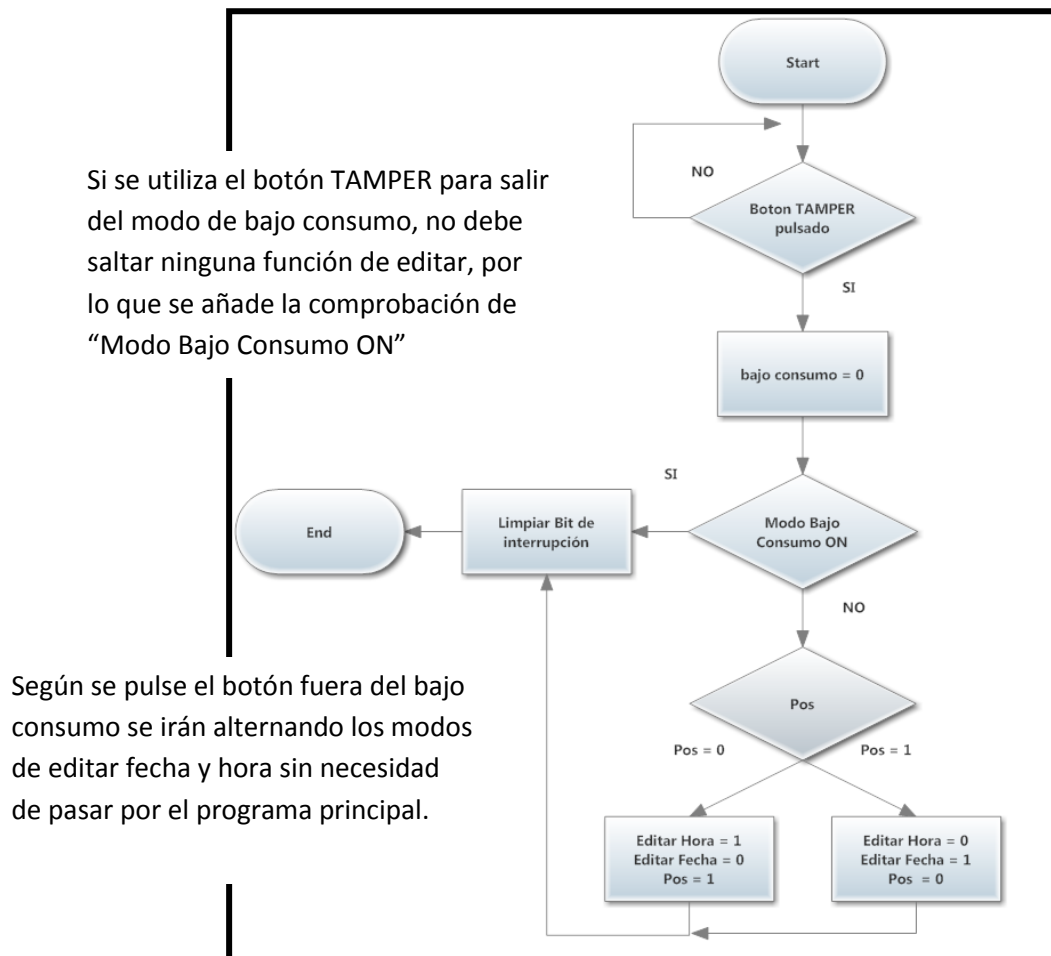 Start
NO
Si se utiliza el botón TAMPER para salir
del modo de bajo consumo, no debe
saltar ninguna función de editar, por
lo que se añade la comprobación de
“Modo Bajo Consumo ON”
Boton TAMPER
pulsado
SI
bajo consumo = 0
SI
End
Limpiar Bit de
interrupción
Modo Bajo
Consumo ON
NO
Según se pulse el botón fuera del bajo
consumo se irán alternando los modos
de editar fecha y hora sin necesidad
de pasar por el programa principal.
Pos
Pos = 0
Pos = 1
Editar Hora = 1
Editar Fecha = 0
Pos = 1
Editar Hora = 0
Editar Fecha = 1
Pos = 0